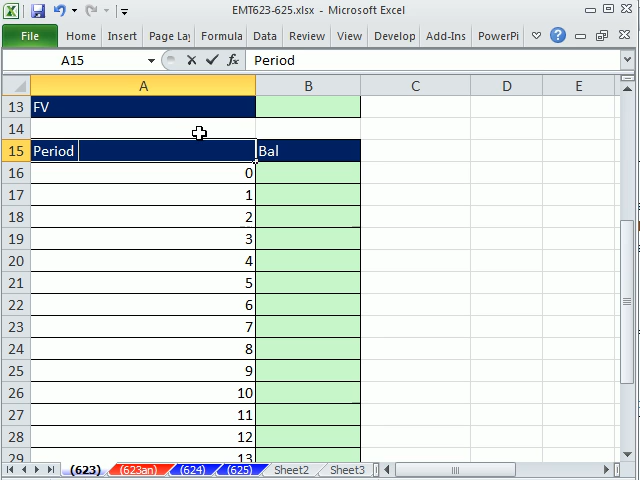 EMT623-625.xlsx - Microsoft Excel
File Home Insert Page Lay Formula Data Review View Develop Add-Ins PowerPi
A15 fx Period
A B C D E
13 FV
14
15 Period Bal
16 0
17 1
18 2
19 3
20 4
21 5
22 6
23 7
24 8
25 9
26 10
27 11
28 12
29 13
(623) (623an) (624) (625) Sheet2 Sheet3